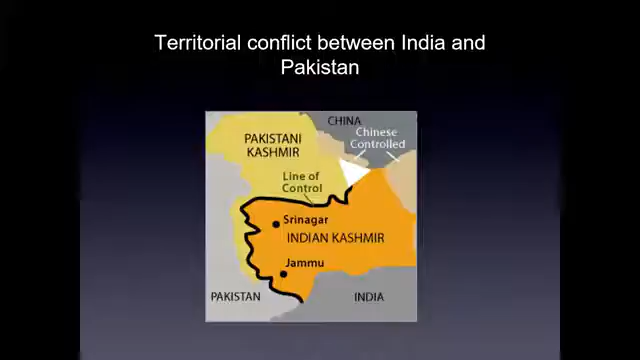 Territorial conflict between India and
Pakistan
CHINA
Chinese
Controlled
PAKISTANI
KASHMIR
Line of
Control
Srinagar
INDIAN KASHMIR
Jammu
PAKISTAN
INDIA